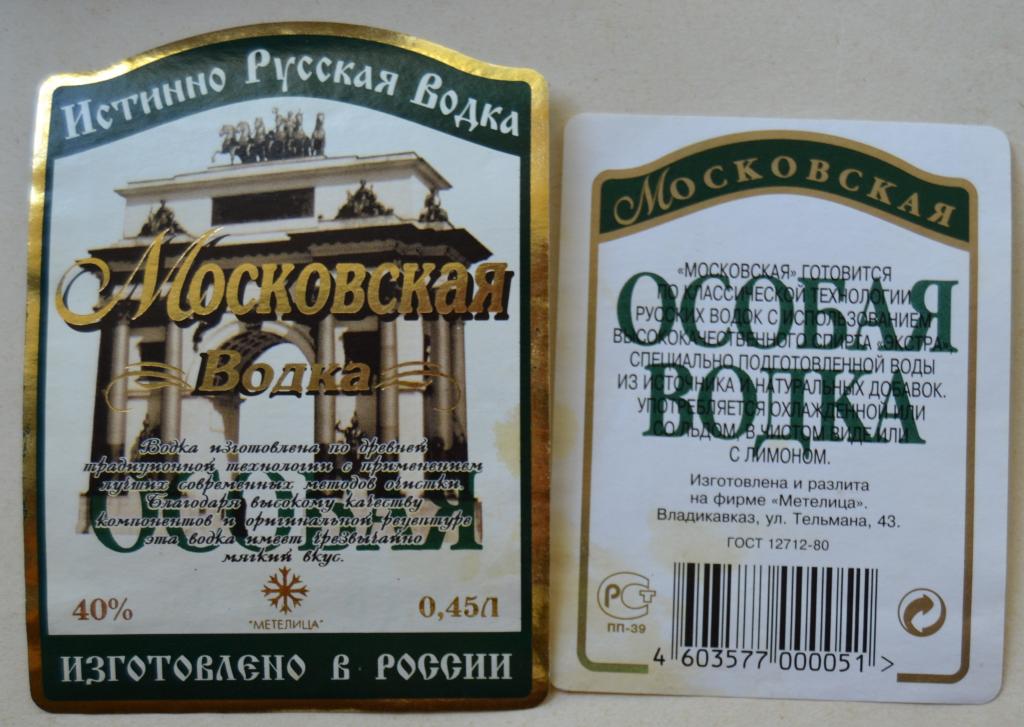 Истинно Русская Водка
Московская
Водка
Водка изготовлена по древней
традиционной технологии с применением
лучших современных методов очистки.
Благодаря высокому качеству
компонентов и оригинальной рецептуре
эта водка имеет чрезвычайно
мягкий вкус.
ОСОБАЯ
40%
0,45Л
"МЕТЕЛИЦА"
ИЗГОТОВЛЕНО В РОССИИ
МОСКОВСКАЯ
ОСОБАЯ
ВОДКА
«МОСКОВСКАЯ» ГОТОВИТСЯ
ПО КЛАССИЧЕСКОЙ ТЕХНОЛОГИИ
РУССКИХ ВОДОК С ИСПОЛЬЗОВАНИЕМ
ВЫСОКОКАЧЕСТВЕННОГО СПИРТА «ЭКСТРА»,
СПЕЦИАЛЬНО ПОДГОТОВЛЕННОЙ ВОДЫ
ИЗ ИСТОЧНИКА И НАТУРАЛЬНЫХ ДОБАВОК.
УПОТРЕБЛЯЕТСЯ ОХЛАЖДЕННОЙ ИЛИ
СО ЛЬДОМ, В ЧИСТОМ ВИДЕ ИЛИ
С ЛИМОНОМ.
Изготовлена и разлита
на фирме «Метелица».
Владикавказ, ул. Тельмана, 43.
ГОСТ 12712-80
РСТ
ПП-39
4 603577 000051 >